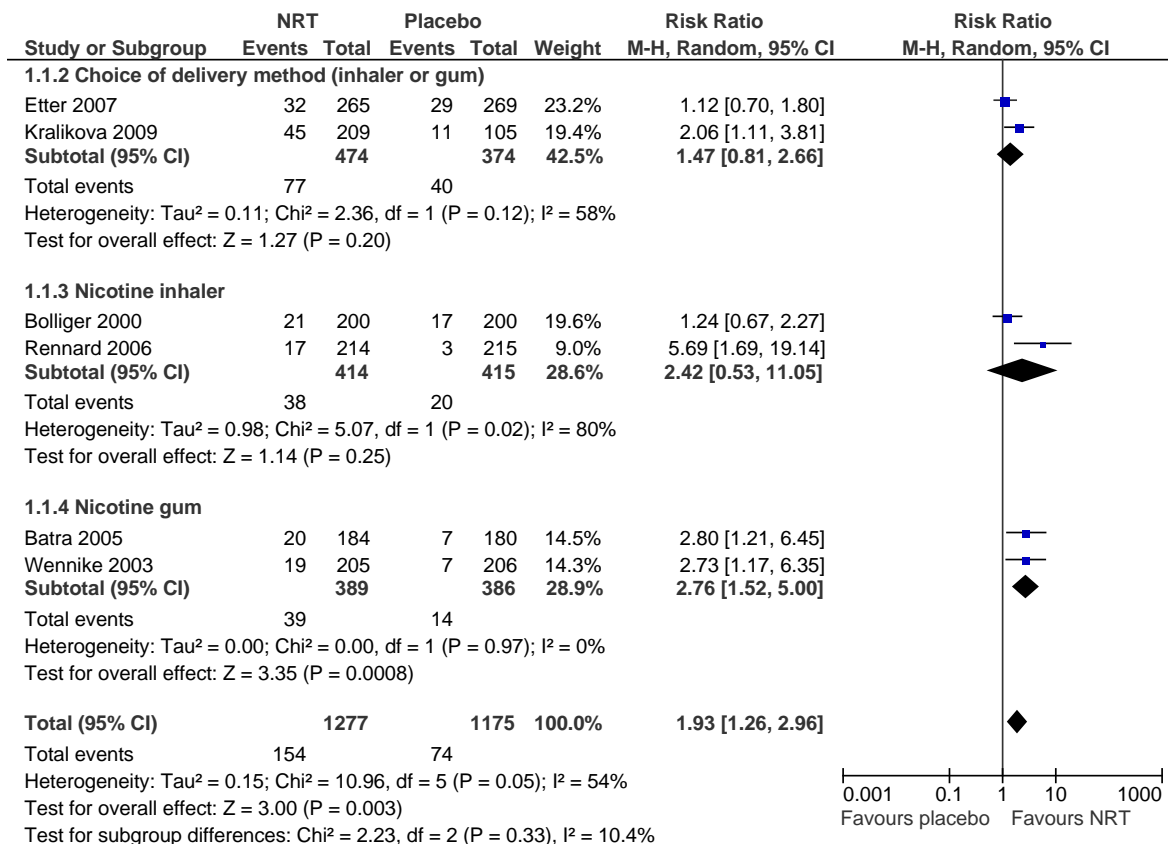 NRT Placebo Risk Ratio Risk Ratio
Study or Subgroup Events Total Events Total Weight M-H, Random, 95% CI M-H, Random, 95% CI
1.1.2 Choice of delivery method (inhaler or gum)
Etter 2007 32 265 29 269 23.2% 1.12 [0.70, 1.80]
Kralikova 2009 45 209 11 105 19.4% 2.06 [1.11, 3.81]
Subtotal (95% CI) 474 374 42.5% 1.47 [0.81, 2.66]
Total events 77 40
Heterogeneity: Tau² = 0.11; Chi² = 2.36, df = 1 (P = 0.12); I² = 58%
Test for overall effect: Z = 1.27 (P = 0.20)
1.1.3 Nicotine inhaler
Bolliger 2000 21 200 17 200 19.6% 1.24 [0.67, 2.27]
Rennard 2006 17 214 3 215 9.0% 5.69 [1.69, 19.14]
Subtotal (95% CI) 414 415 28.6% 2.42 [0.53, 11.05]
Total events 38 20
Heterogeneity: Tau² = 0.98; Chi² = 5.07, df = 1 (P = 0.02); I² = 80%
Test for overall effect: Z = 1.14 (P = 0.25)
1.1.4 Nicotine gum
Batra 2005 20 184 7 180 14.5% 2.80 [1.21, 6.45]
Wennike 2003 19 205 7 206 14.3% 2.73 [1.17, 6.35]
Subtotal (95% CI) 389 386 28.9% 2.76 [1.52, 5.00]
Total events 39 14
Heterogeneity: Tau² = 0.00; Chi² = 0.00, df = 1 (P = 0.97); I² = 0%
Test for overall effect: Z = 3.35 (P = 0.0008)
Total (95% CI) 1277 1175 100.0% 1.93 [1.26, 2.96]
Total events 154 74
Heterogeneity: Tau² = 0.15; Chi² = 10.96, df = 5 (P = 0.05); I² = 54%
Test for overall effect: Z = 3.00 (P = 0.003)
Test for subgroup differences: Chi² = 2.23, df = 2 (P = 0.33), I² = 10.4%
0.001 0.1 1 10 1000
Favours placebo Favours NRT